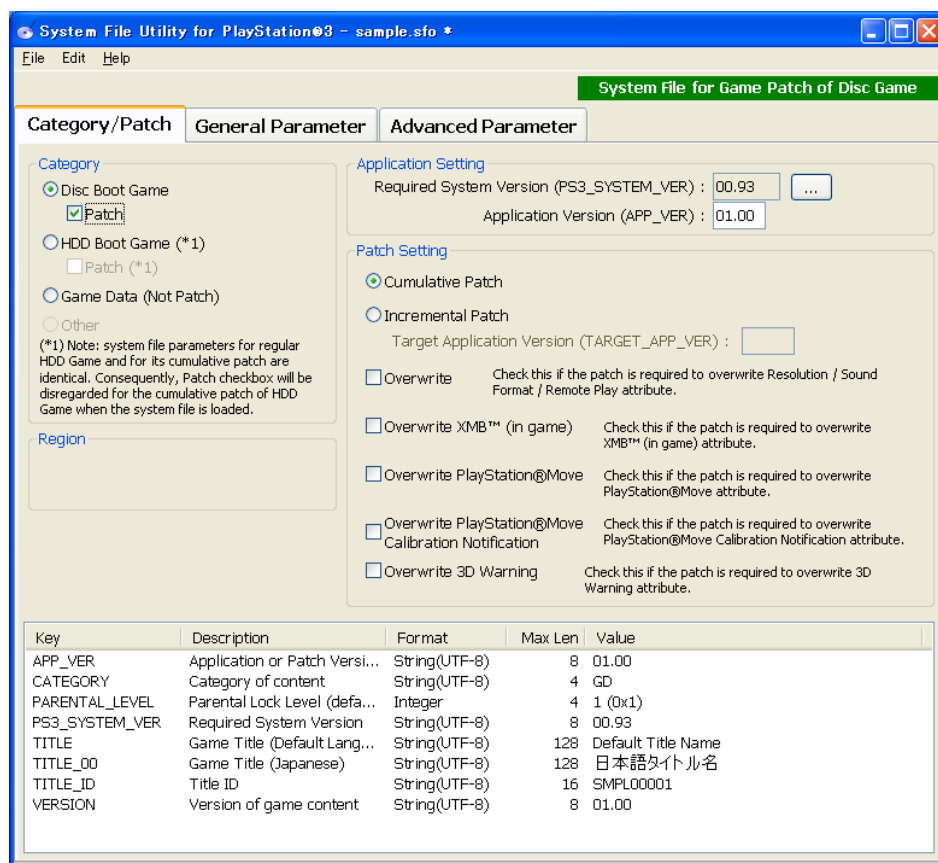 System File Utility for PlayStation®3 - sample.sfo *
File Edit Help
System File for Game Patch of Disc Game
Category/Patch General Parameter Advanced Parameter
Category
Disc Boot Game
Patch
HDD Boot Game (*1)
Patch (*1)
Game Data (Not Patch)
Other
(*1) Note: system file parameters for regular
HDD Game and for its cumulative patch are
identical. Consequently, Patch checkbox will be
disregarded for the cumulative patch of HDD
Game when the system file is loaded.
Region
Application Setting
Required System Version (PS3_SYSTEM_VER) : 00.93 ...
Application Version (APP_VER) : 01.00
Patch Setting
Cumulative Patch
Incremental Patch
Target Application Version (TARGET_APP_VER) :
Overwrite Check this if the patch is required to overwrite Resolution / Sound
Format / Remote Play attribute.
Overwrite XMB™ (in game) Check this if the patch is required to overwrite
XMB™ (in game) attribute.
Overwrite PlayStation®Move Check this if the patch is required to overwrite
PlayStation®Move attribute.
Overwrite PlayStation®Move Check this if the patch is required to overwrite
Calibration Notification PlayStation®Move Calibration Notification attribute.
Overwrite 3D Warning Check this if the patch is required to overwrite 3D
Warning attribute.
Key Description Format Max Len Value
APP_VER Application or Patch Versi... String(UTF-8) 8 01.00
CATEGORY Category of content String(UTF-8) 4 GD
PARENTAL_LEVEL Parental Lock Level (defa... Integer 4 1 (0x1)
PS3_SYSTEM_VER Required System Version String(UTF-8) 8 00.93
TITLE Game Title (Default Lang... String(UTF-8) 128 Default Title Name
TITLE_00 Game Title (Japanese) String(UTF-8) 128 日本語タイトル名
TITLE_ID Title ID String(UTF-8) 16 SMPL00001
VERSION Version of game content String(UTF-8) 8 01.00